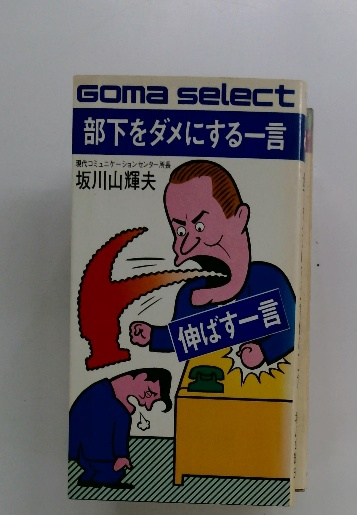 Goma select
部下をダメにする一言
現代コミュニケーションセンター所長
坂川山輝夫
伸ばす一言